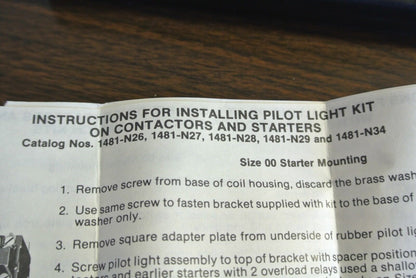 INSTRUCTIONS FOR INSTALLING PILOT LIGHT KIT
ON CONTACTORS AND STARTERS
Catalog Nos. 1481-N26, 1481-N27, 1481-N28, 1481-N29 and 1481-N34
Size 00 Starter Mounting
1. Remove screw from base of coil housing, discard the brass wash
2. Use same screw to fasten bracket supplied with kit to the base of
washer only.
3. Remove square adapter plate from underside of rubber pilot lig
4. Screw pilot light assembly to top of bracket with spacer position
and earlier starters with 2 overload relays used a shallo